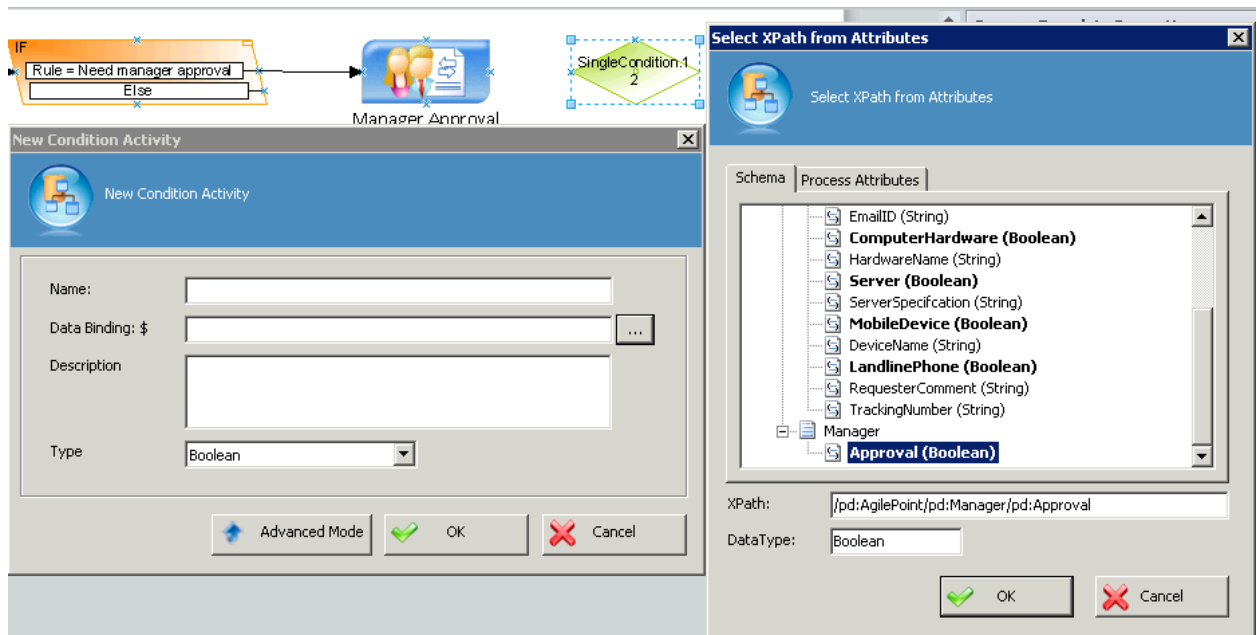 IF
Rule = Need manager approval
Else
Manager Approval
SingleCondition.1
2
New Condition Activity
New Condition Activity
Name:
Data Binding: $
...
Description
Type
Boolean
Advanced Mode
OK
Cancel
Select XPath from Attributes
Select XPath from Attributes
Schema
Process Attributes
EmailID (String)
ComputerHardware (Boolean)
HardwareName (String)
Server (Boolean)
ServerSpecifcation (String)
MobileDevice (Boolean)
DeviceName (String)
LandlinePhone (Boolean)
RequesterComment (String)
TrackingNumber (String)
Manager
Approval (Boolean)
XPath:
/pd:AgilePoint/pd:Manager/pd:Approval
DataType:
Boolean
OK
Cancel